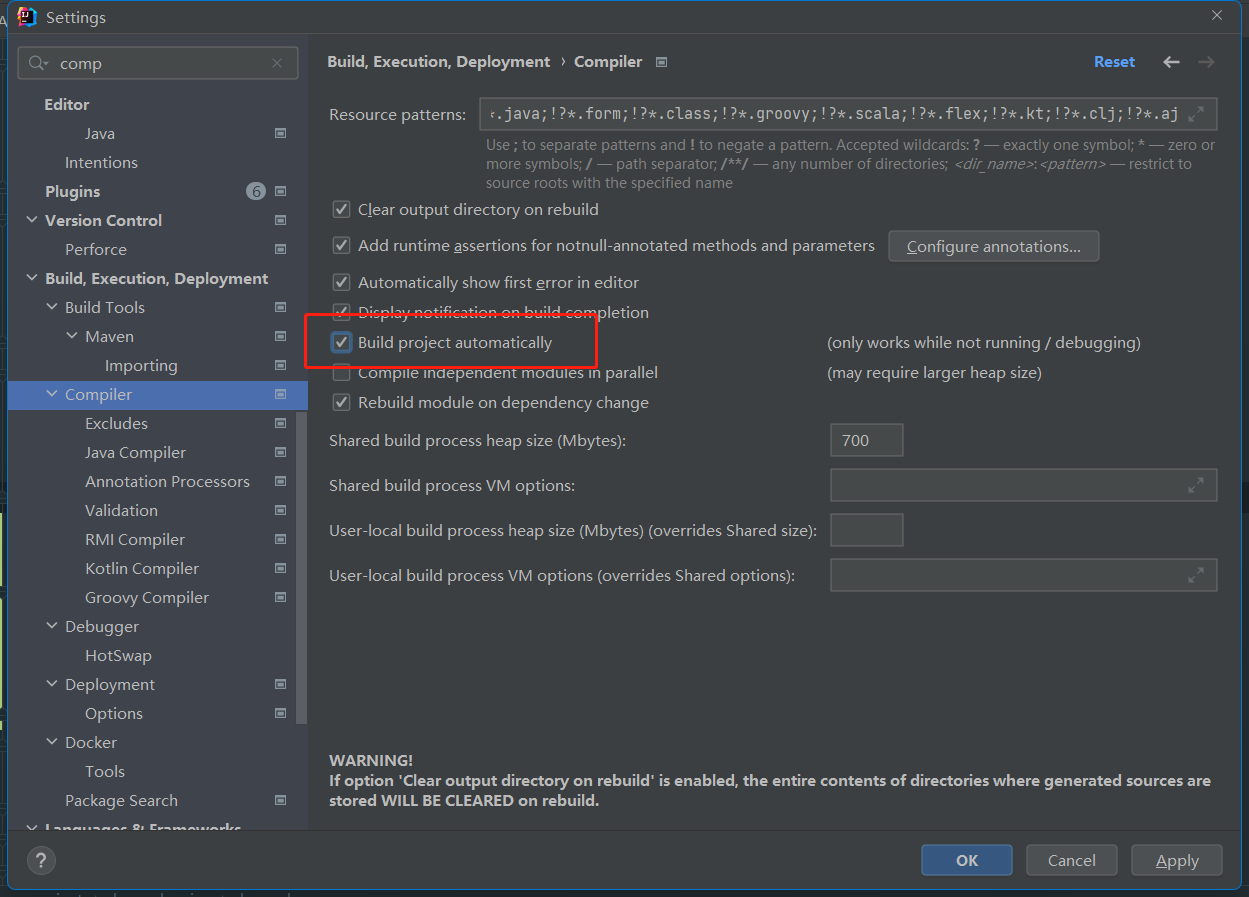 Settings
comp
Editor
Java
Intentions
Plugins 6
Version Control
Perforce
Build, Execution, Deployment
Build Tools
Maven
Importing
Compiler
Excludes
Java Compiler
Annotation Processors
Validation
RMI Compiler
Kotlin Compiler
Groovy Compiler
Debugger
HotSwap
Deployment
Options
Docker
Tools
Package Search
Languages & Frameworks
Build, Execution, Deployment › Compiler
Reset
Resource patterns: .java;!?*.form;!?*.class;!?*.groovy;!?*.scala;!?*.flex;!?*.kt;!?*.clj;!?*.aj
Use ; to separate patterns and ! to negate a pattern. Accepted wildcards: ? — exactly one symbol; * — zero or
more symbols; / — path separator; /**/ — any number of directories; <dir_name>:<pattern> — restrict to
source roots with the specified name
Clear output directory on rebuild
Add runtime assertions for notnull-annotated methods and parameters Configure annotations...
Automatically show first error in editor
Display notification on build completion
Build project automatically (only works while not running / debugging)
Compile independent modules in parallel (may require larger heap size)
Rebuild module on dependency change
Shared build process heap size (Mbytes): 700
Shared build process VM options:
User-local build process heap size (Mbytes) (overrides Shared size):
User-local build process VM options (overrides Shared options):
WARNING!
If option 'Clear output directory on rebuild' is enabled, the entire contents of directories where generated sources are
stored WILL BE CLEARED on rebuild.
?
OK
Cancel
Apply